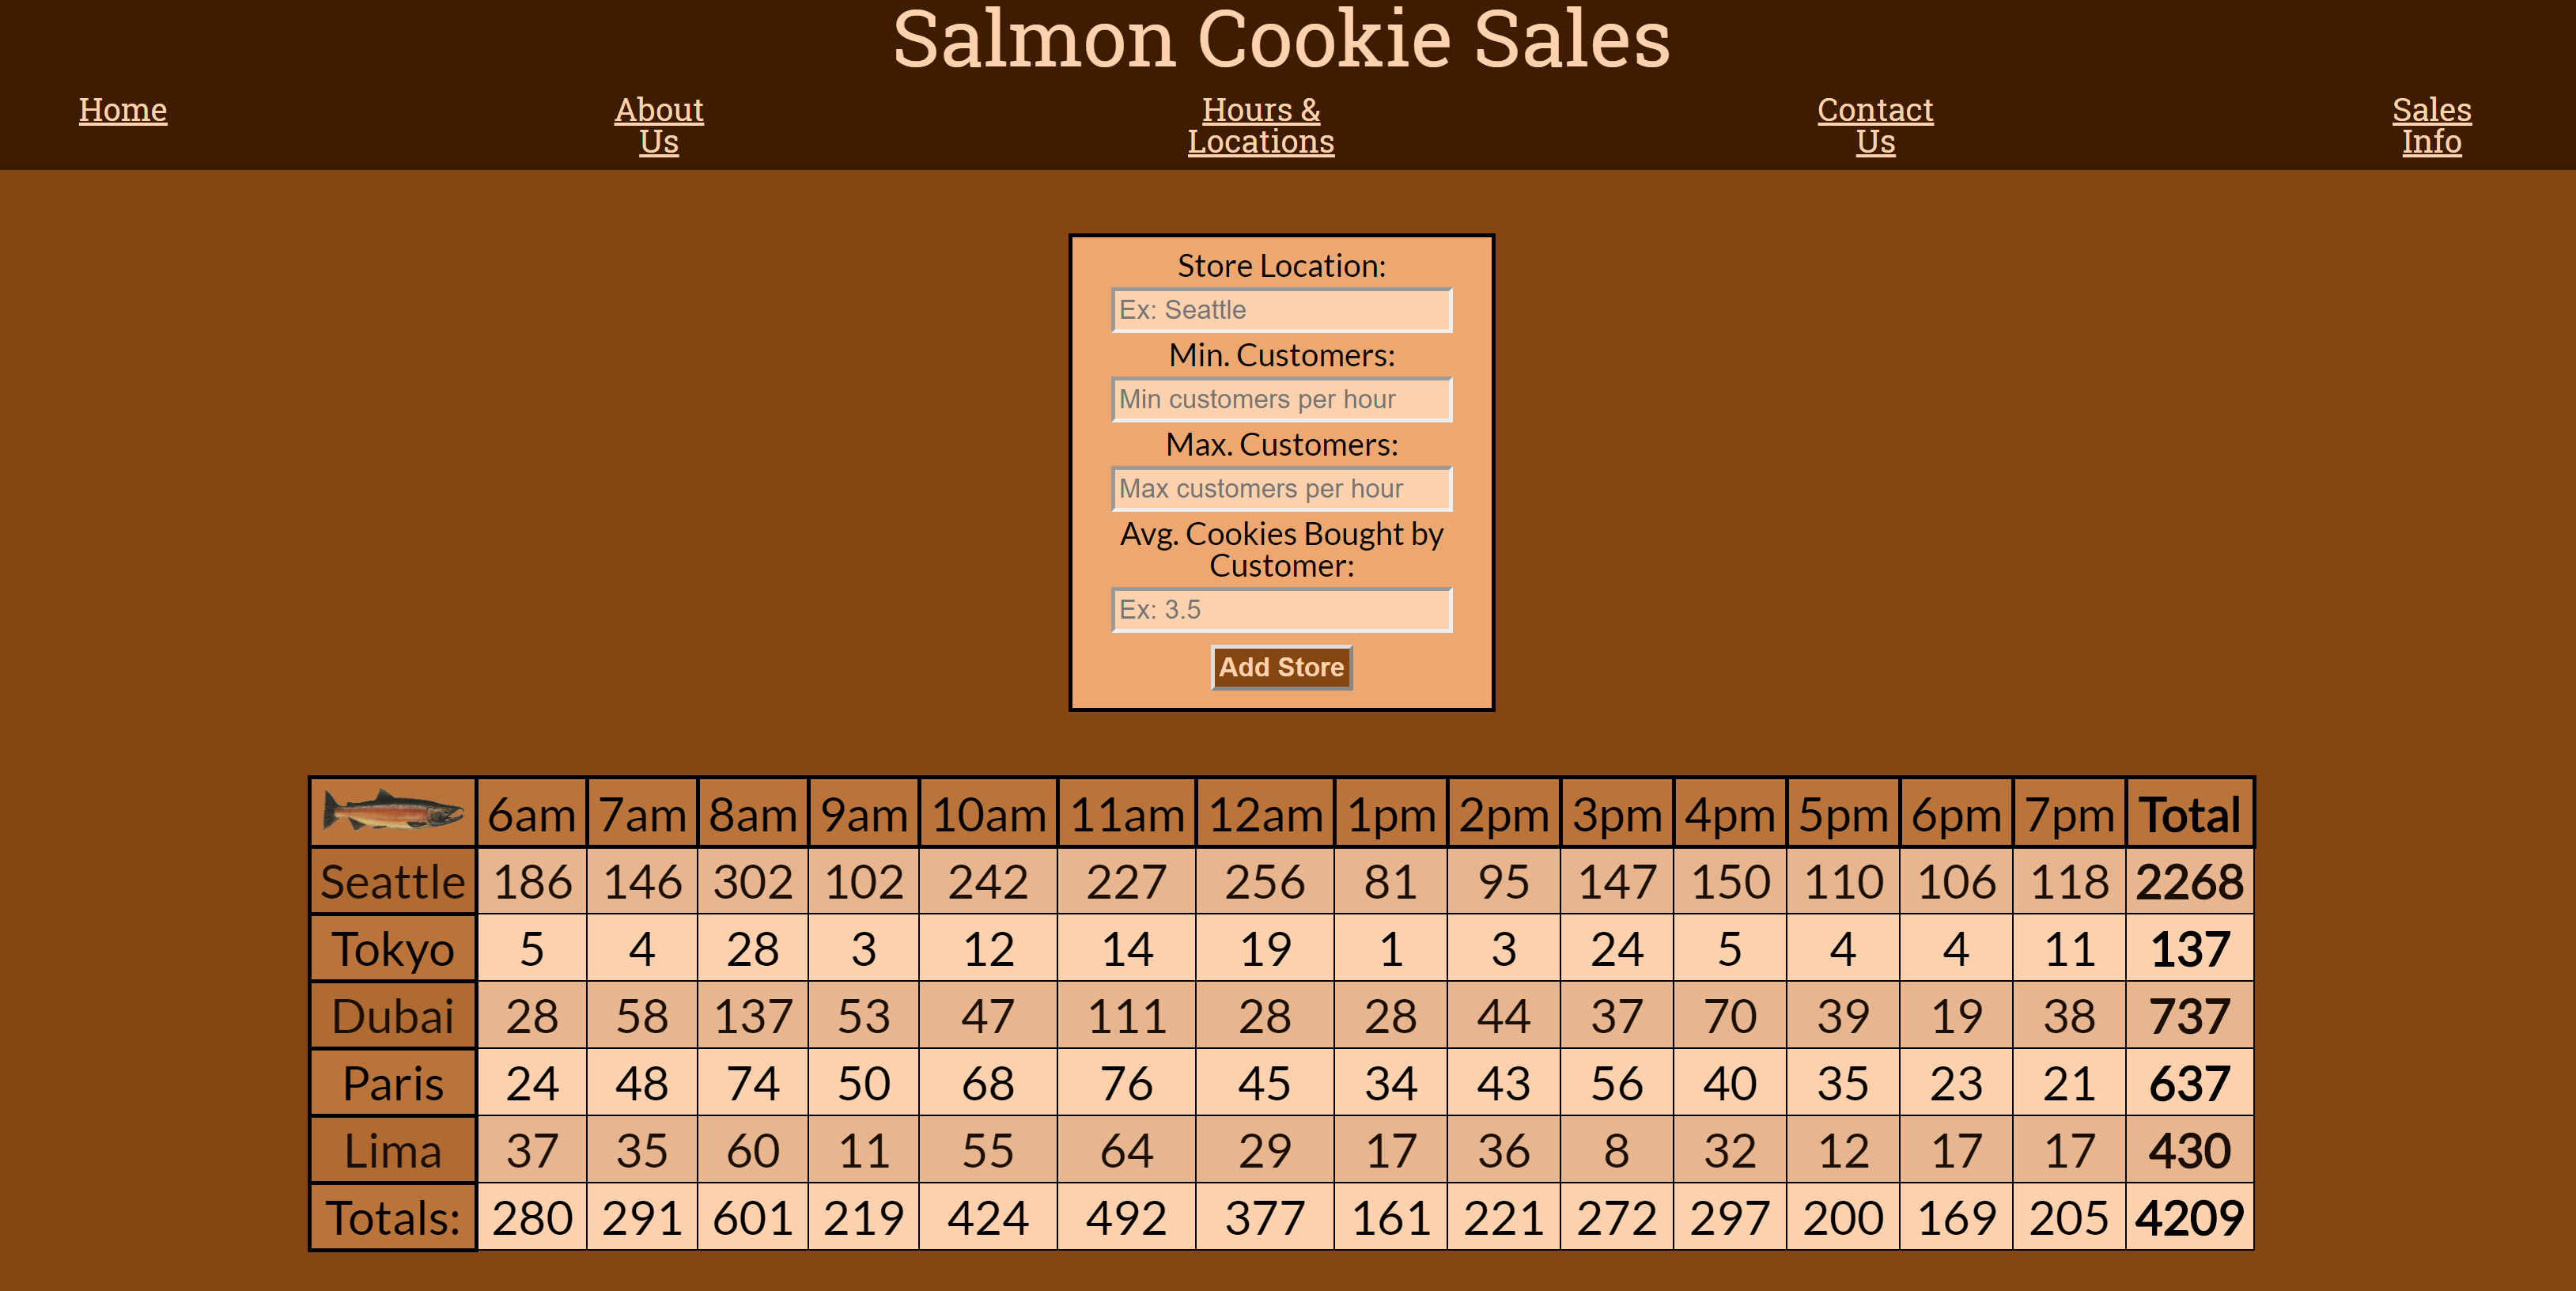 Salmon Cookie Sales
Home About Us Hours & Locations Contact Us Sales Info
Store Location:
Ex: Seattle
Min. Customers:
Min customers per hour
Max. Customers:
Max customers per hour
Avg. Cookies Bought by
Customer:
Ex: 3.5
Add Store
6am 7am 8am 9am 10am 11am 12am 1pm 2pm 3pm 4pm 5pm 6pm 7pm Total
Seattle 186 146 302 102 242 227 256 81 95 147 150 110 106 118 2268
Tokyo 5 4 28 3 12 14 19 1 3 24 5 4 4 11 137
Dubai 28 58 137 53 47 111 28 28 44 37 70 39 19 38 737
Paris 24 48 74 50 68 76 45 34 43 56 40 35 23 21 637
Lima 37 35 60 11 55 64 29 17 36 8 32 12 17 17 430
Totals: 280 291 601 219 424 492 377 161 221 272 297 200 169 205 4209